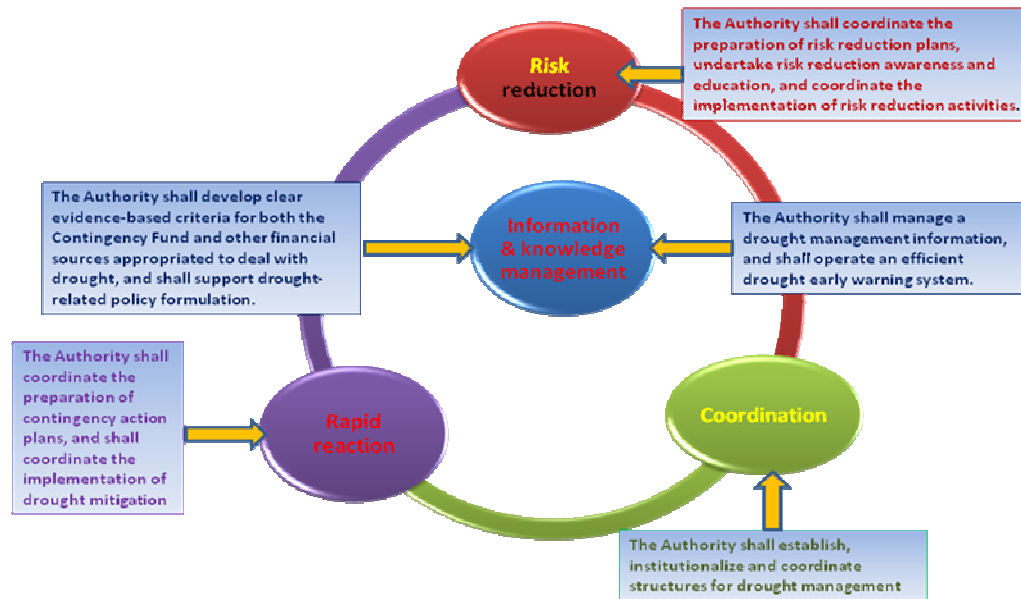 The Authority shall coordinate the
preparation of risk reduction plans,
undertake risk reduction awareness and
education, and coordinate the
implementation of risk reduction activities.
Risk
reduction
The Authority shall develop clear
evidence-based criteria for both the
Contingency Fund and other financial
sources appropriated to deal with
drought, and shall support drought-
related policy formulation.
Information
& knowledge
management
The Authority shall manage a
drought management information,
and shall operate an efficient
drought early warning system.
The Authority shall
coordinate the
preparation of
contingency action
plans, and shall
coordinate the
implementation of
drought mitigation
Rapid
reaction
Coordination
The Authority shall establish,
institutionalize and coordinate
structures for drought management